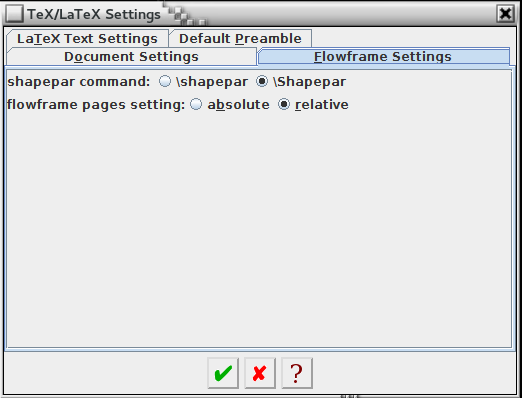 TeX/LaTeX Settings
LaTeX Text Settings Default Preamble
Document Settings Flowframe Settings
shapepar command: \shapepar \Shapepar
flowframe pages setting: absolute relative
?